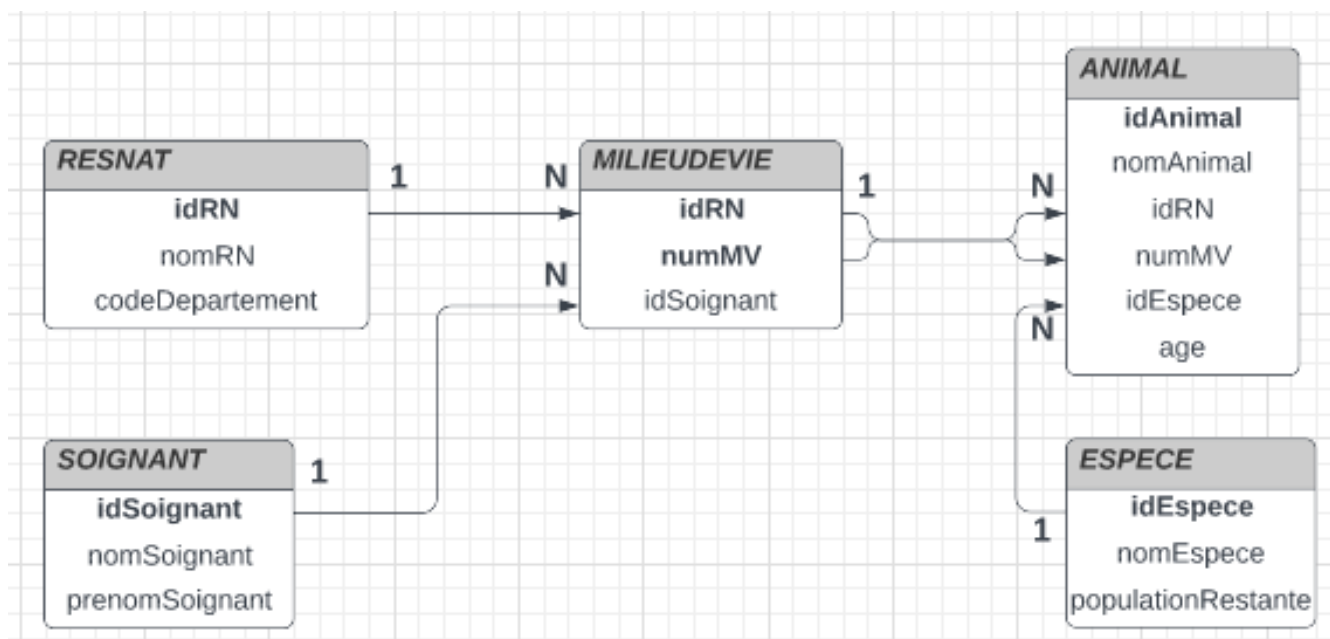 RESNAT
idRN
nomRN
codeDepartement
1
N
MILIEUDEVIE
idRN
numMV
idSoignant
N
1
N
ANIMAL
idAnimal
nomAnimal
idRN
numMV
idEspece
age
N
SOIGNANT
idSoignant
nomSoignant
prenomSoignant
1
ESPECE
idEspece
nomEspece
populationRestante
1